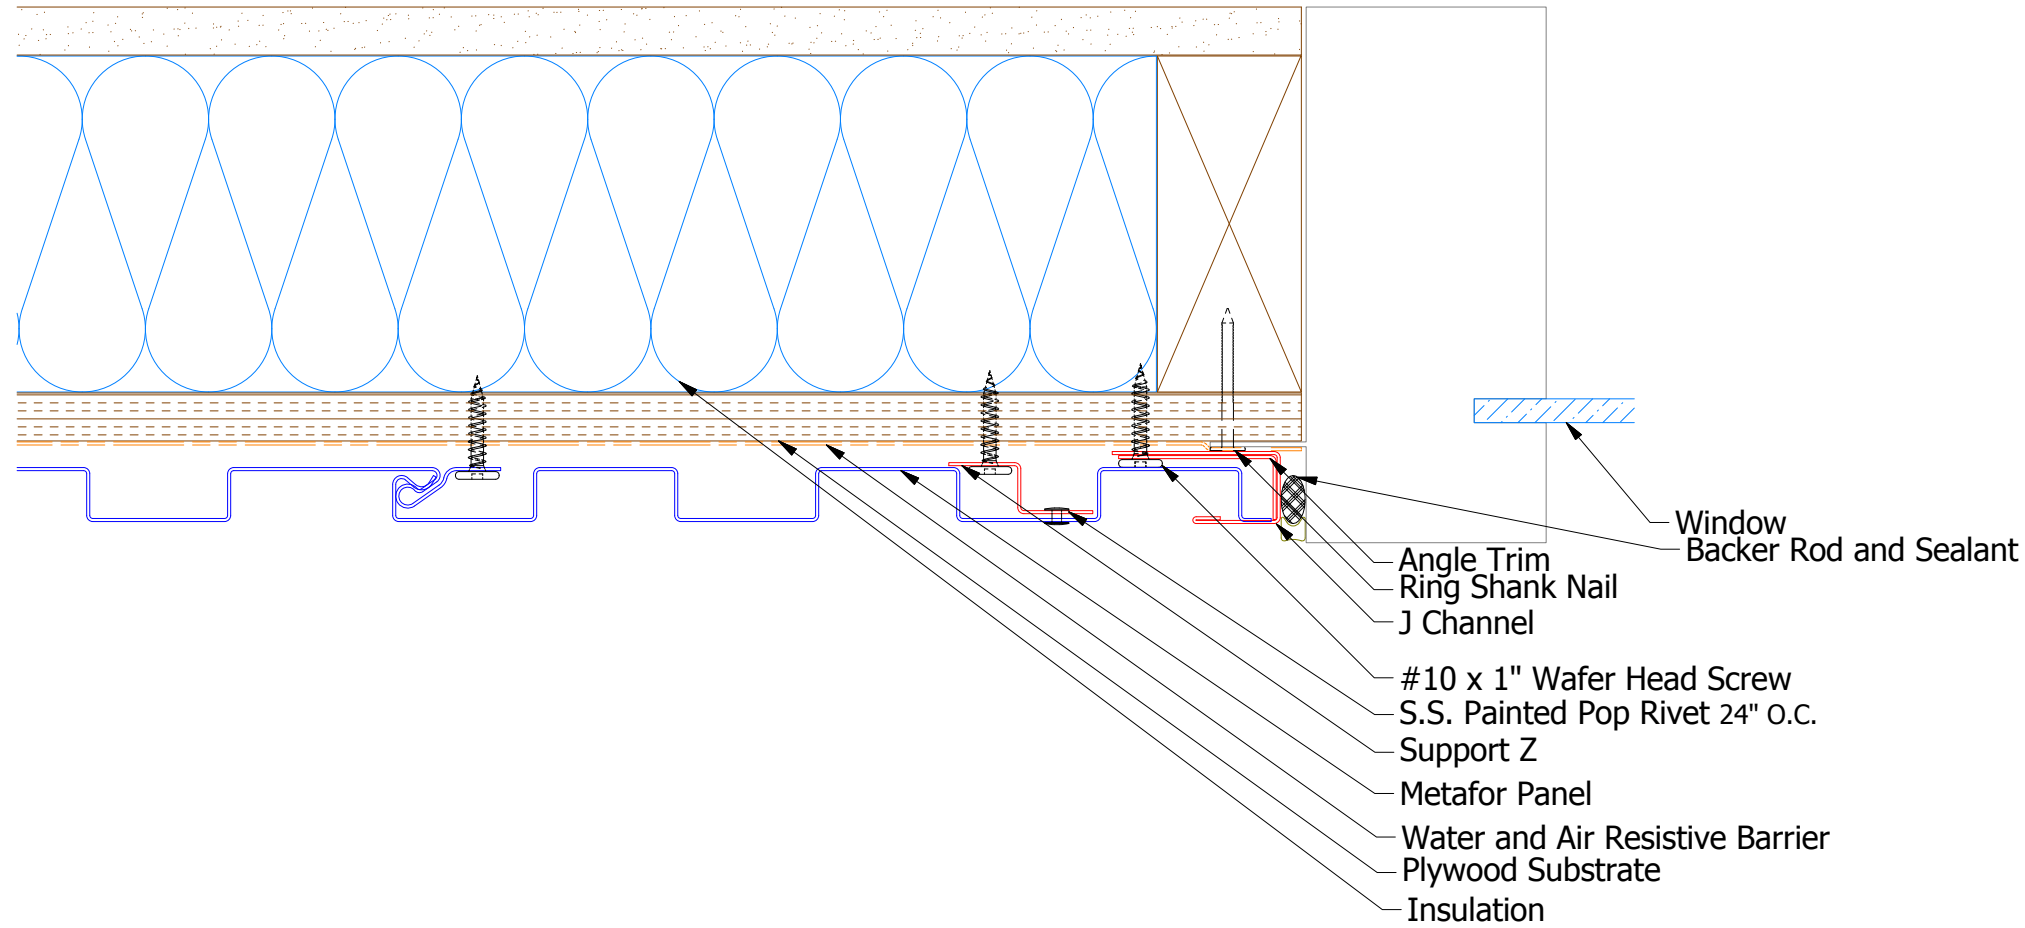 Window
Backer Rod and Sealant
Angle Trim
Ring Shank Nail
J Channel
#10 x 1" Wafer Head Screw
S.S. Painted Pop Rivet 24" O.C.
Support Z
Metafor Panel
Water and Air Resistive Barrier
Plywood Substrate
Insulation